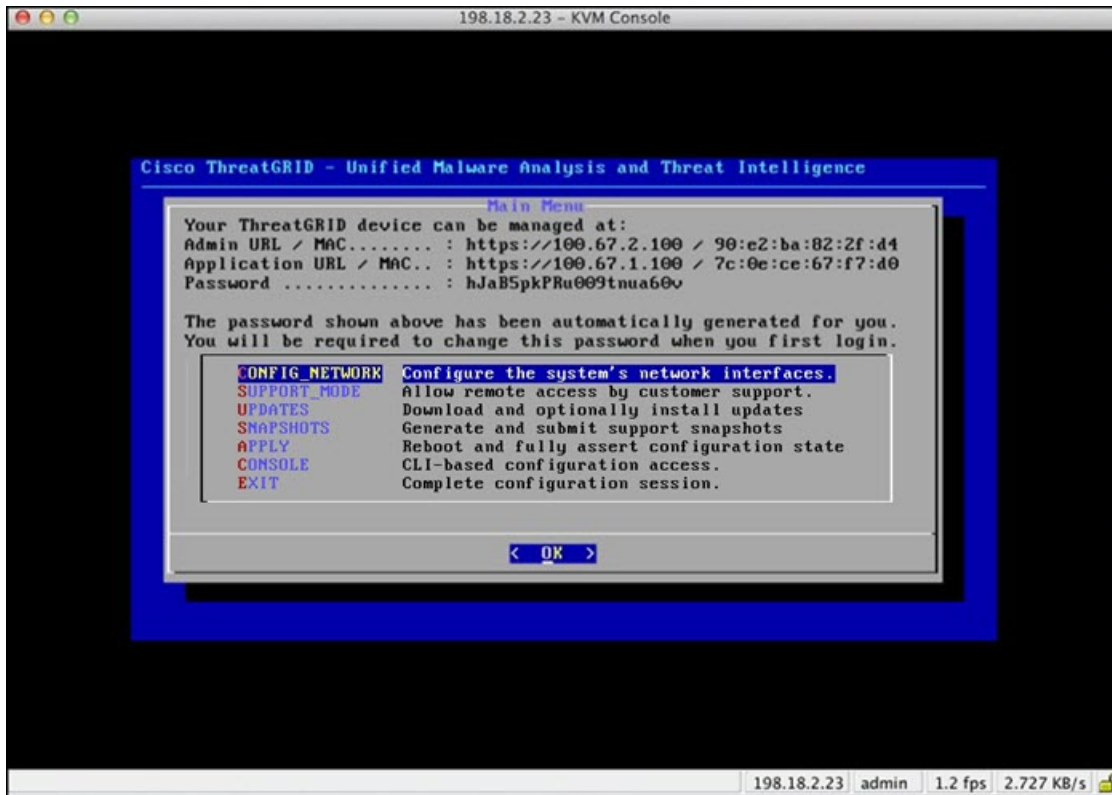 198.18.2.23 - KVM Console
Cisco ThreatGRID - Unified Malware Analysis and Threat Intelligence
Main Menu
Your ThreatGRID device can be managed at:
Admin URL / MAC........ : https://100.67.2.100 / 90:e2:ba:82:2f:d4
Application URL / MAC.. : https://100.67.1.100 / 7c:0e:ce:67:f7:d0
Password .............. : hJaB5pkPRu009tnua60v
The password shown above has been automatically generated for you.
You will be required to change this password when you first login.
CONFIG_NETWORK Configure the system's network interfaces.
SUPPORT_MODE Allow remote access by customer support.
UPDATES Download and optionally install updates
SNAPSHOTS Generate and submit support snapshots
APPLY Reboot and fully assert configuration state
CONSOLE CLI-based configuration access.
EXIT Complete configuration session.
< OK >
198.18.2.23 admin 1.2 fps 2.727 KB/s